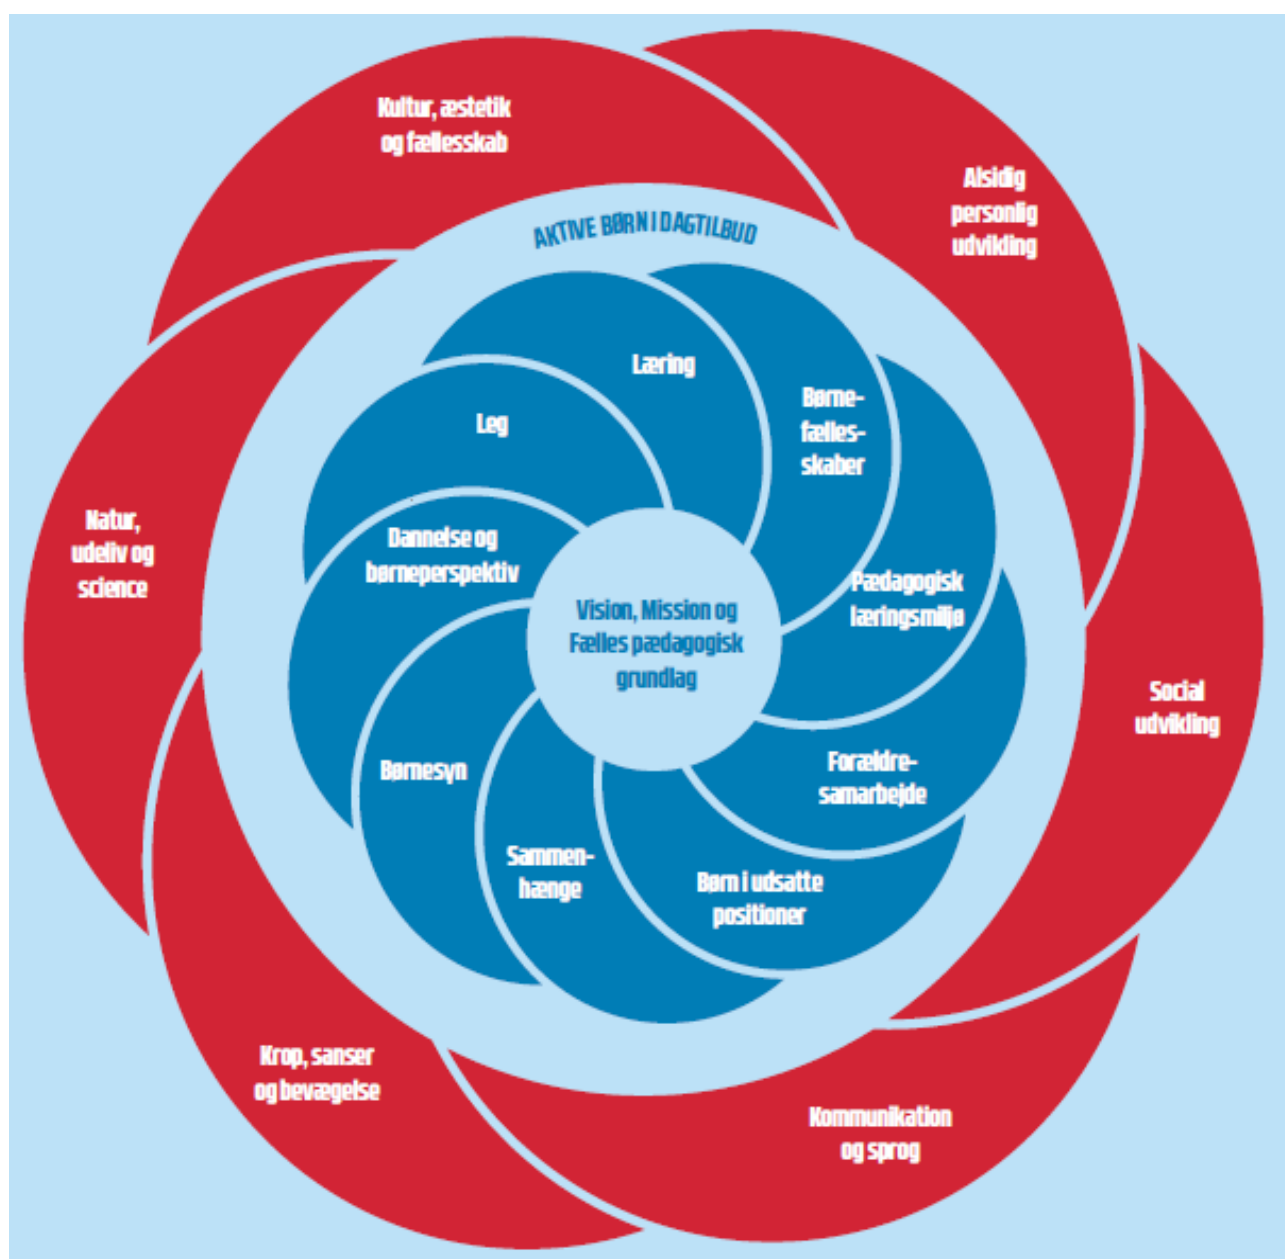 Kultur, æstetik
og fællesskab
Alsidig
personlig
udvikling
AKTIVE BØRN I DAGTILBUD
Læring
Børne-
fælles-
skaber
Leg
Natur,
udeliv og
science
Dannelse og
børneperspektiv
Pædagogisk
læringsmiljø
Vision, Mission og
Fælles pædagogisk
grundlag
Social
udvikling
Børnesyn
Forældre-
samarbejde
Sammen-
hænge
Børn i udsatte
positioner
Krop, sanser
og bevægelse
Kommunikation
og sprog